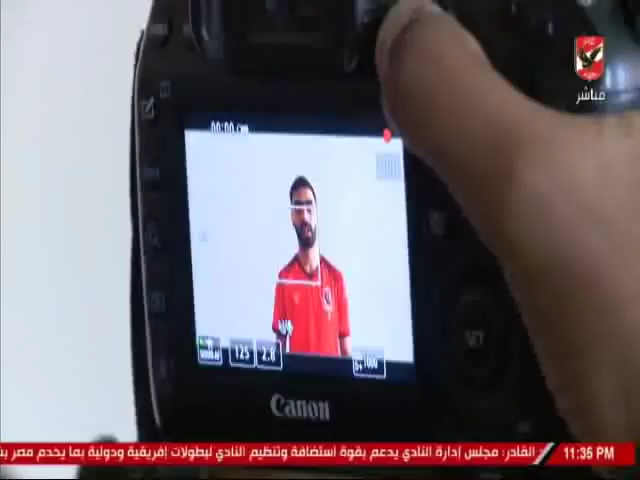 مباشر
00:00
125
2.8
1000
SET
Canon
القادر: مجلس إدارة النادي يدعم بقوة استضافة وتنظيم النادي لبطولات إفريقية ودولية بما يخدم مصر
11:36 PM